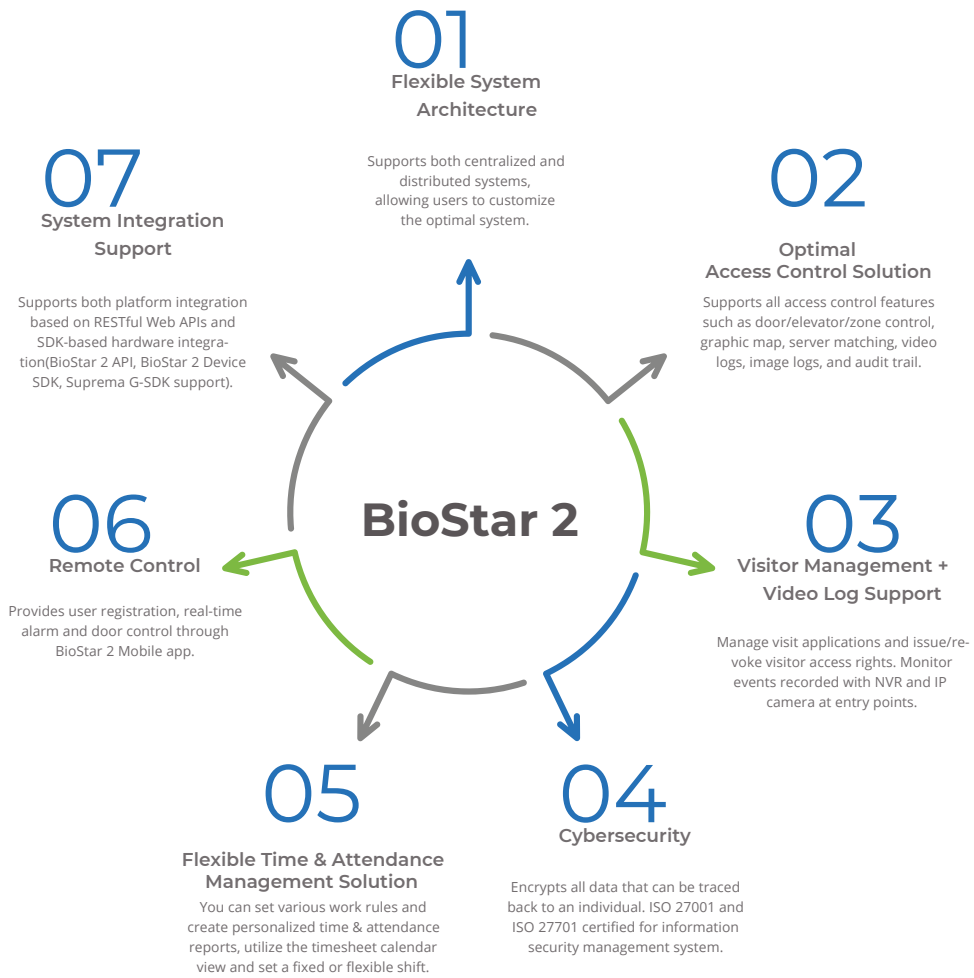 01
Flexible System
Architecture
Supports both centralized and
distributed systems,
allowing users to customize
the optimal system.
02
Optimal
Access Control Solution
Supports all access control features
such as door/elevator/zone control,
graphic map, server matching, video
logs, image logs, and audit trail.
03
Visitor Management +
Video Log Support
Manage visit applications and issue/re-
voke visitor access rights. Monitor
events recorded with NVR and IP
camera at entry points.
04
Cybersecurity
Encrypts all data that can be traced
back to an individual. ISO 27001 and
ISO 27701 certified for information
security management system.
05
Flexible Time & Attendance
Management Solution
You can set various work rules and
create personalized time & attendance
reports, utilize the timesheet calendar
view and set a fixed or flexible shift.
06
Remote Control
Provides user registration, real-time
alarm and door control through
BioStar 2 Mobile app.
07
System Integration
Support
Supports both platform integration
based on RESTful Web APIs and
SDK-based hardware integra-
tion(BioStar 2 API, BioStar 2 Device
SDK, Suprema G-SDK support).
BioStar 2